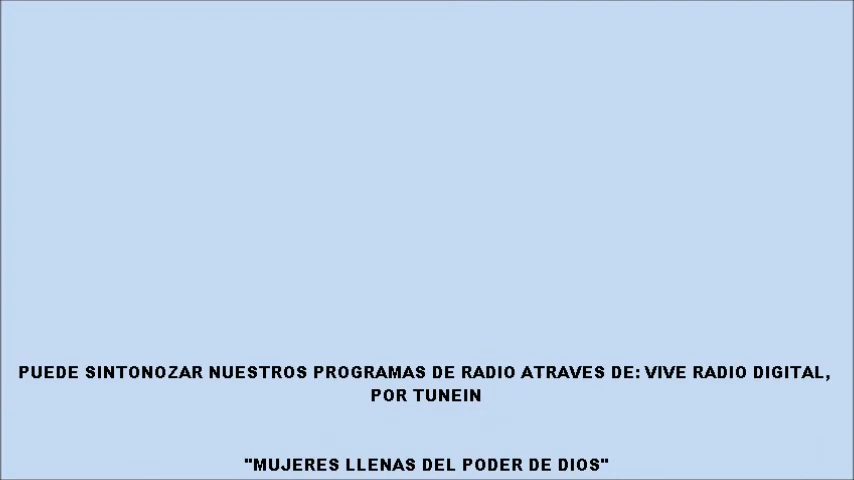 PUEDE SINTONOZAR NUESTROS PROGRAMAS DE RADIO ATRAVES DE: VIVE RADIO DIGITAL,
POR TUNEIN
"MUJERES LLENAS DEL PODER DE DIOS"